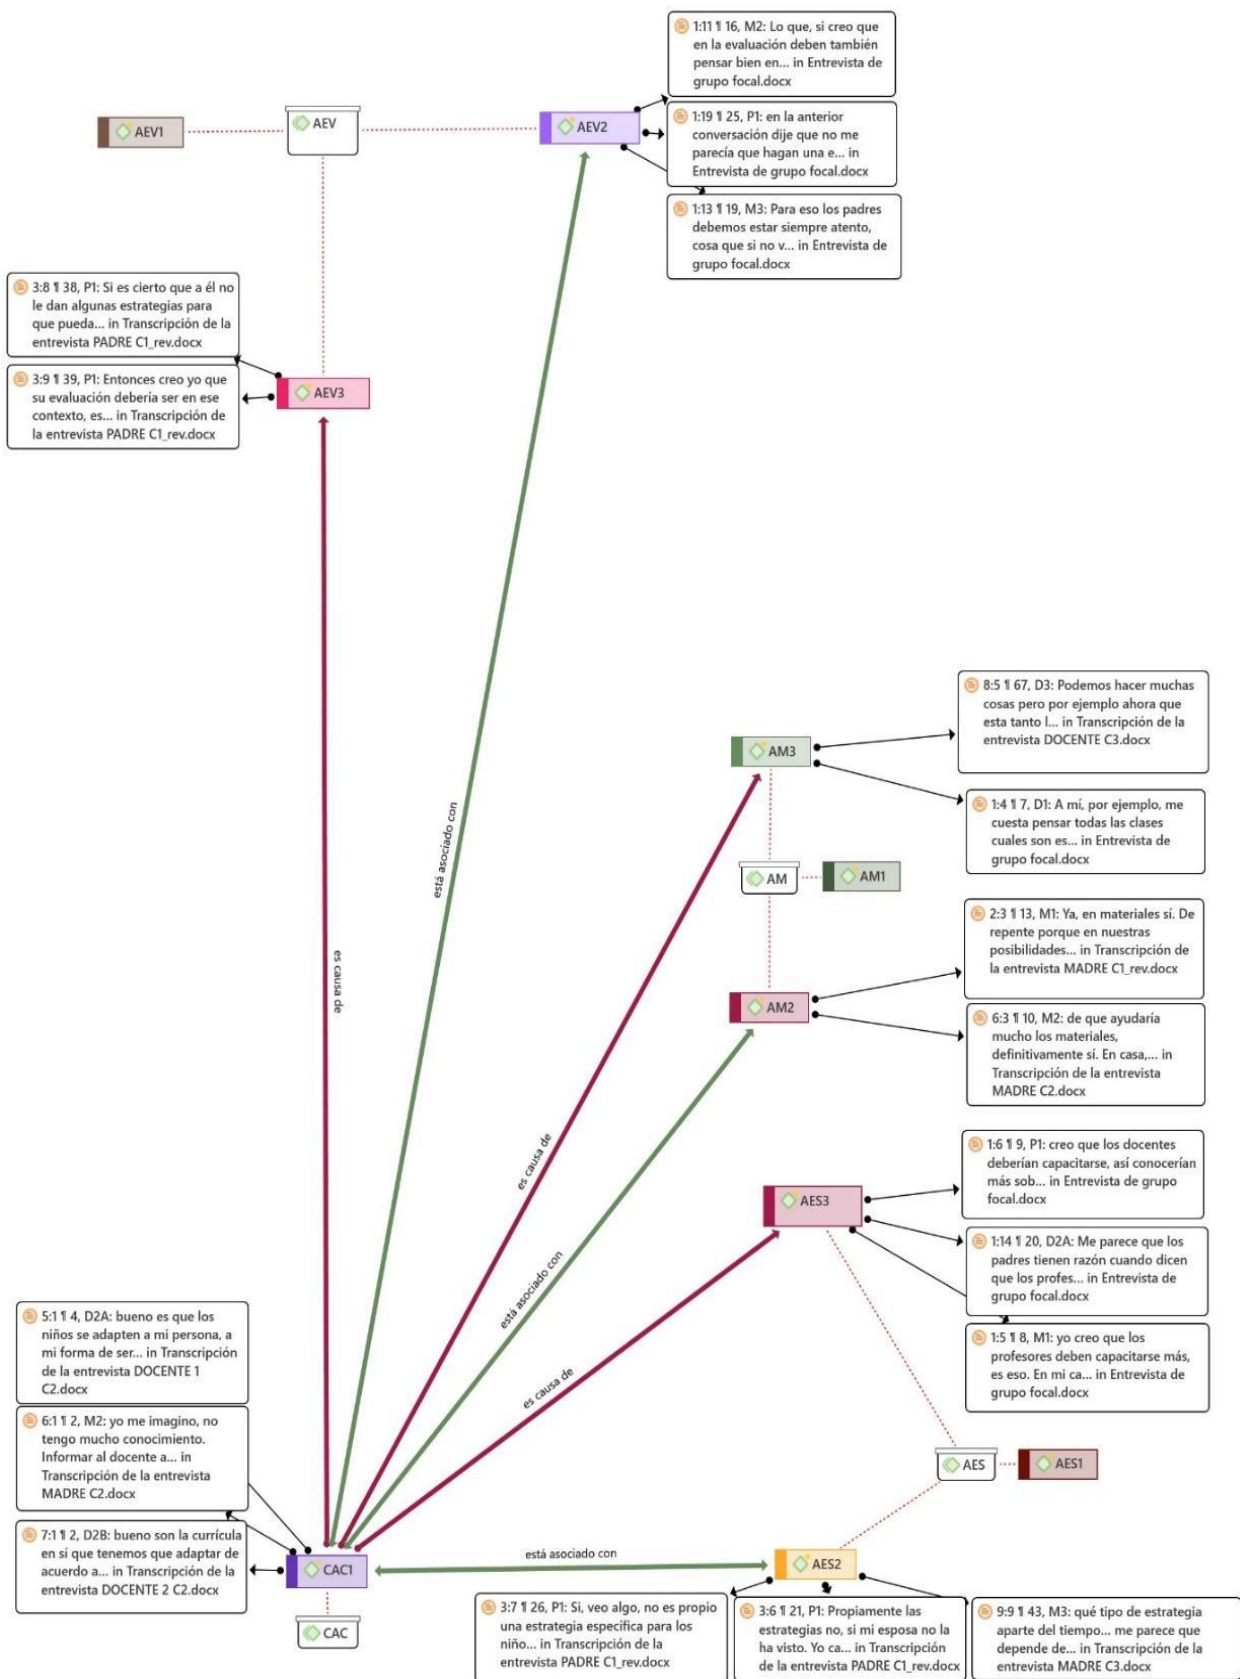 1:11 ¶ 16, M2: Lo que, si creo que
en la evaluación deben también
pensar bien en... in Entrevista de
grupo focal.docx
AEV1
AEV
AEV2
1:19 ¶ 25, P1: en la anterior
conversación dije que no me
parecía que hagan una e... in
Entrevista de grupo focal.docx
1:13 ¶ 19, M3: Para eso los padres
debemos estar siempre atento,
cosa que si no v... in Entrevista de
grupo focal.docx
3:8 ¶ 38, P1: Si es cierto que a él no
le dan algunas estrategias para
que pueda... in Transcripción de la
entrevista PADRE C1_rev.docx
AEV3
3:9 ¶ 39, P1: Entonces creo yo que
su evaluación debería ser en ese
contexto, es... in Transcripción de
la entrevista PADRE C1_rev.docx
está asociado con
es causa de
8:5 ¶ 67, D3: Podemos hacer muchas
cosas pero por ejemplo ahora que
esta tanto l... in Transcripción de la
entrevista DOCENTE C3.docx
AM3
1:4 ¶ 7, D1: A mí, por ejemplo, me
cuesta pensar todas las clases
cuales son es... in Entrevista de
grupo focal.docx
AM
AM1
2:3 ¶ 13, M1: Ya, en materiales sí. De
repente porque en nuestras
posibilidades... in Transcripción de
la entrevista MADRE C1_rev.docx
AM2
6:3 ¶ 10, M2: de que ayudaría
mucho los materiales,
definitivamente sí. En casa,... in
Transcripción de la entrevista
MADRE C2.docx
es causa de
está asociado con
es causa de
1:6 ¶ 9, P1: creo que los docentes
deberían capacitarse, así conocerían
más sob... in Entrevista de grupo
focal.docx
AES3
1:14 ¶ 20, D2A: Me parece que los
padres tienen razón cuando dicen
que los profes... in Entrevista de
grupo focal.docx
1:5 ¶ 8, M1: yo creo que los
profesores deben capacitarse más,
es eso. En mi ca... in Entrevista de
grupo focal.docx
AES
AES1
5:1 ¶ 4, D2A: bueno es que los
niños se adapten a mi persona, a
mi forma de ser... in Transcripción
de la entrevista DOCENTE 1
C2.docx
6:1 ¶ 2, M2: yo me imagino, no
tengo mucho conocimiento.
Informar al docente a... in
Transcripción de la entrevista
MADRE C2.docx
7:1 ¶ 2, D2B: bueno son la currícula
en sí que tenemos que adaptar de
acuerdo a... in Transcripción de la
entrevista DOCENTE 2 C2.docx
CAC1
está asociado con
AES2
CAC
3:7 ¶ 26, P1: Si, veo algo, no es propio
una estrategia especifica para los
niño... in Transcripción de la
entrevista PADRE C1_rev.docx
3:6 ¶ 21, P1: Propiamente las
estrategias no, si mi esposa no la
ha visto. Yo ca... in Transcripción
de la entrevista PADRE C1_rev.docx
9:9 ¶ 43, M3: qué tipo de estrategia
aparte del tiempo... me parece que
depende de... in Transcripción de la
entrevista MADRE C3.docx